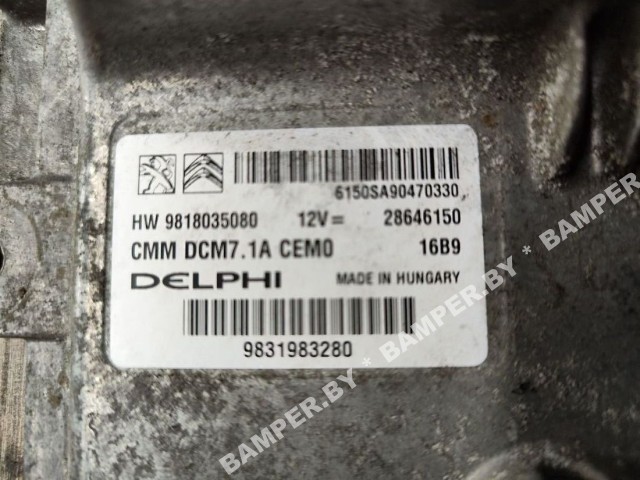 6150SA90470330
HW 9818035080 12V= 28646150
CMM DCM7.1A CEM0 16B9
DELPHI MADE IN HUNGARY
9831983280
BAMPER.BY * BAMPER.BY * BAMPER.BY